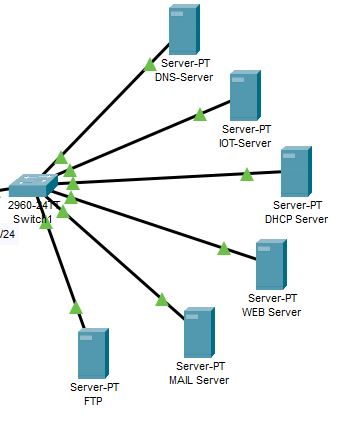 Server-PT
DNS-Server
Server-PT
IOT-Server
Server-PT
DHCP Server
2960-24T
Switch1
/24
Server-PT
WEB Server
Server-PT
MAIL Server
Server-PT
FTP